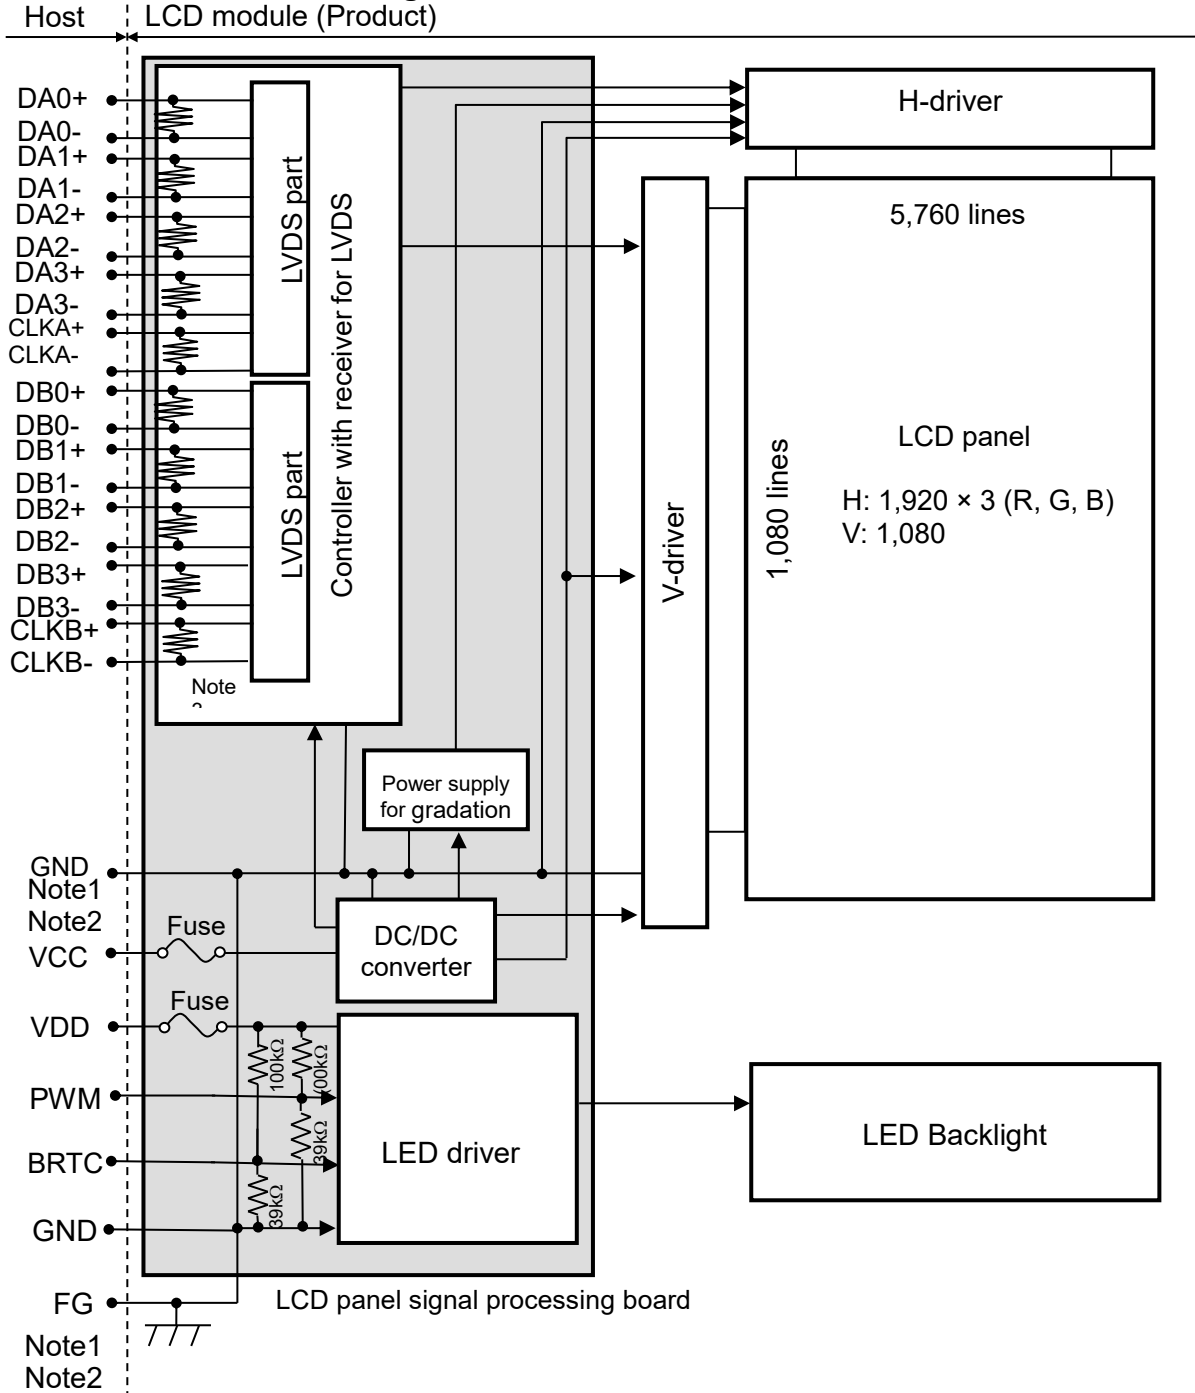 Host
LCD module (Product)
DA0+
DA0-
DA1+
DA1-
DA2+
DA2-
DA3+
DA3-
CLKA+
CLKA-
DB0+
DB0-
DB1+
DB1-
DB2+
DB2-
DB3+
DB3-
CLKB+
CLKB-
LVDS part
LVDS part
Controller with receiver for LVDS
Note
H-driver
V-driver
5,760 lines
1,080 lines
LCD panel
H: 1,920 × 3 (R, G, B)
V: 1,080
Power supply
for gradation
GND
Note1
Note2
VCC
Fuse
DC/DC
converter
VDD
Fuse
100kΩ
39kΩ
39kΩ
PWM
BRTC
GND
LED driver
LED Backlight
FG
Note1
Note2
LCD panel signal processing board